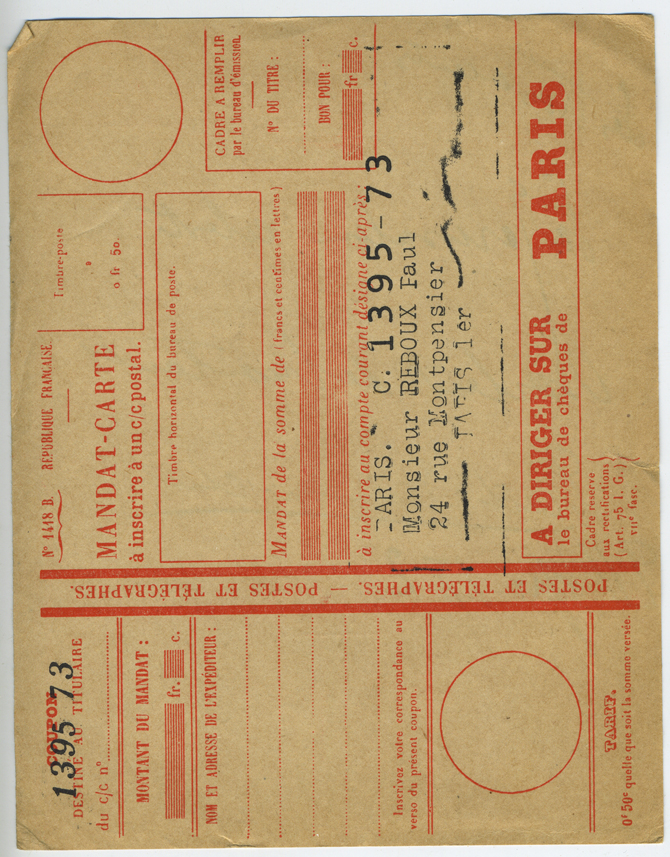 COUPON
DESTINÉ AU TITULAIRE
du c/c n°
1395 73
MONTANT DU MANDAT :
fr. c.
NOM ET ADRESSE DE L'EXPÉDITEUR :
Inscrivez votre correspondance au
verso du présent coupon.
TARIF.
0f 50c quelle que soit la somme versée.
POSTES ET TÉLÉGRAPHES. — POSTES ET TÉLÉGRAPHES.
POSTES ET TÉLÉGRAPHES.
N° 1418 B. RÉPUBLIQUE FRANÇAISE.
MANDAT-CARTE
à inscrire à un c/c postal.
Timbre-poste
à
0 fr 50.
Timbre horizontal du bureau de poste.
CADRE A REMPLIR
par le bureau d'émission.
N° DU TITRE :
BON POUR :
fr c.
MANDAT de la somme de (francs et centimes en lettres)
à inscrire au compte courant désigné ci-après :
-ARIS. C. 1395-73
Monsieur REBOUX Paul
24 rue Montpensier
PARIS 1er
A DIRIGER SUR
le bureau de chèques de
PARIS
Cadre réservé
aux rectifications
(Art. 75 I. G.)
VIIe fasc.